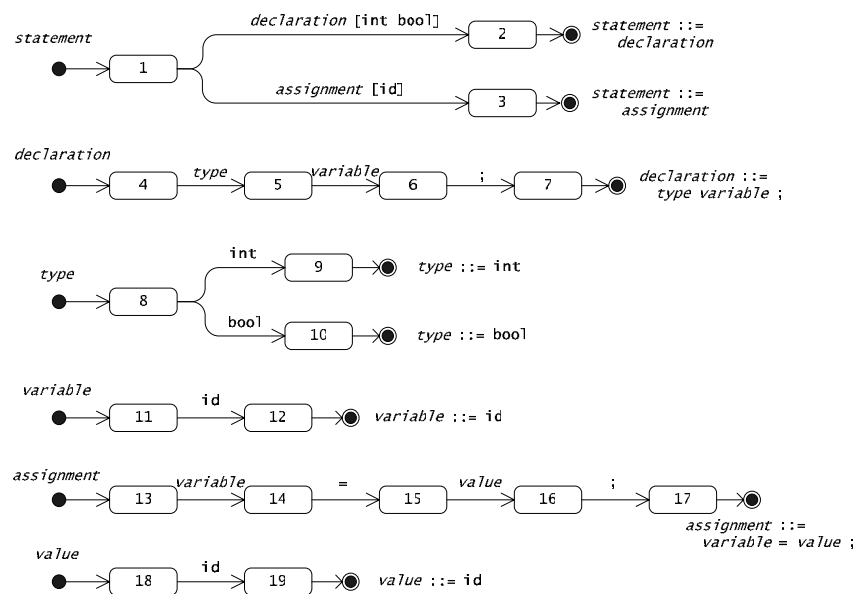 statement
1
declaration [int bool]
2
statement ::=
declaration
assignment [id]
3
statement ::=
assignment
declaration
4
type
5
variable
6
;
7
declaration ::=
type variable ;
type
8
int
9
type ::= int
bool
10
type ::= bool
variable
11
id
12
variable ::= id
assignment
13
variable
14
=
15
value
16
;
17
assignment ::=
variable = value ;
value
18
id
19
value ::= id